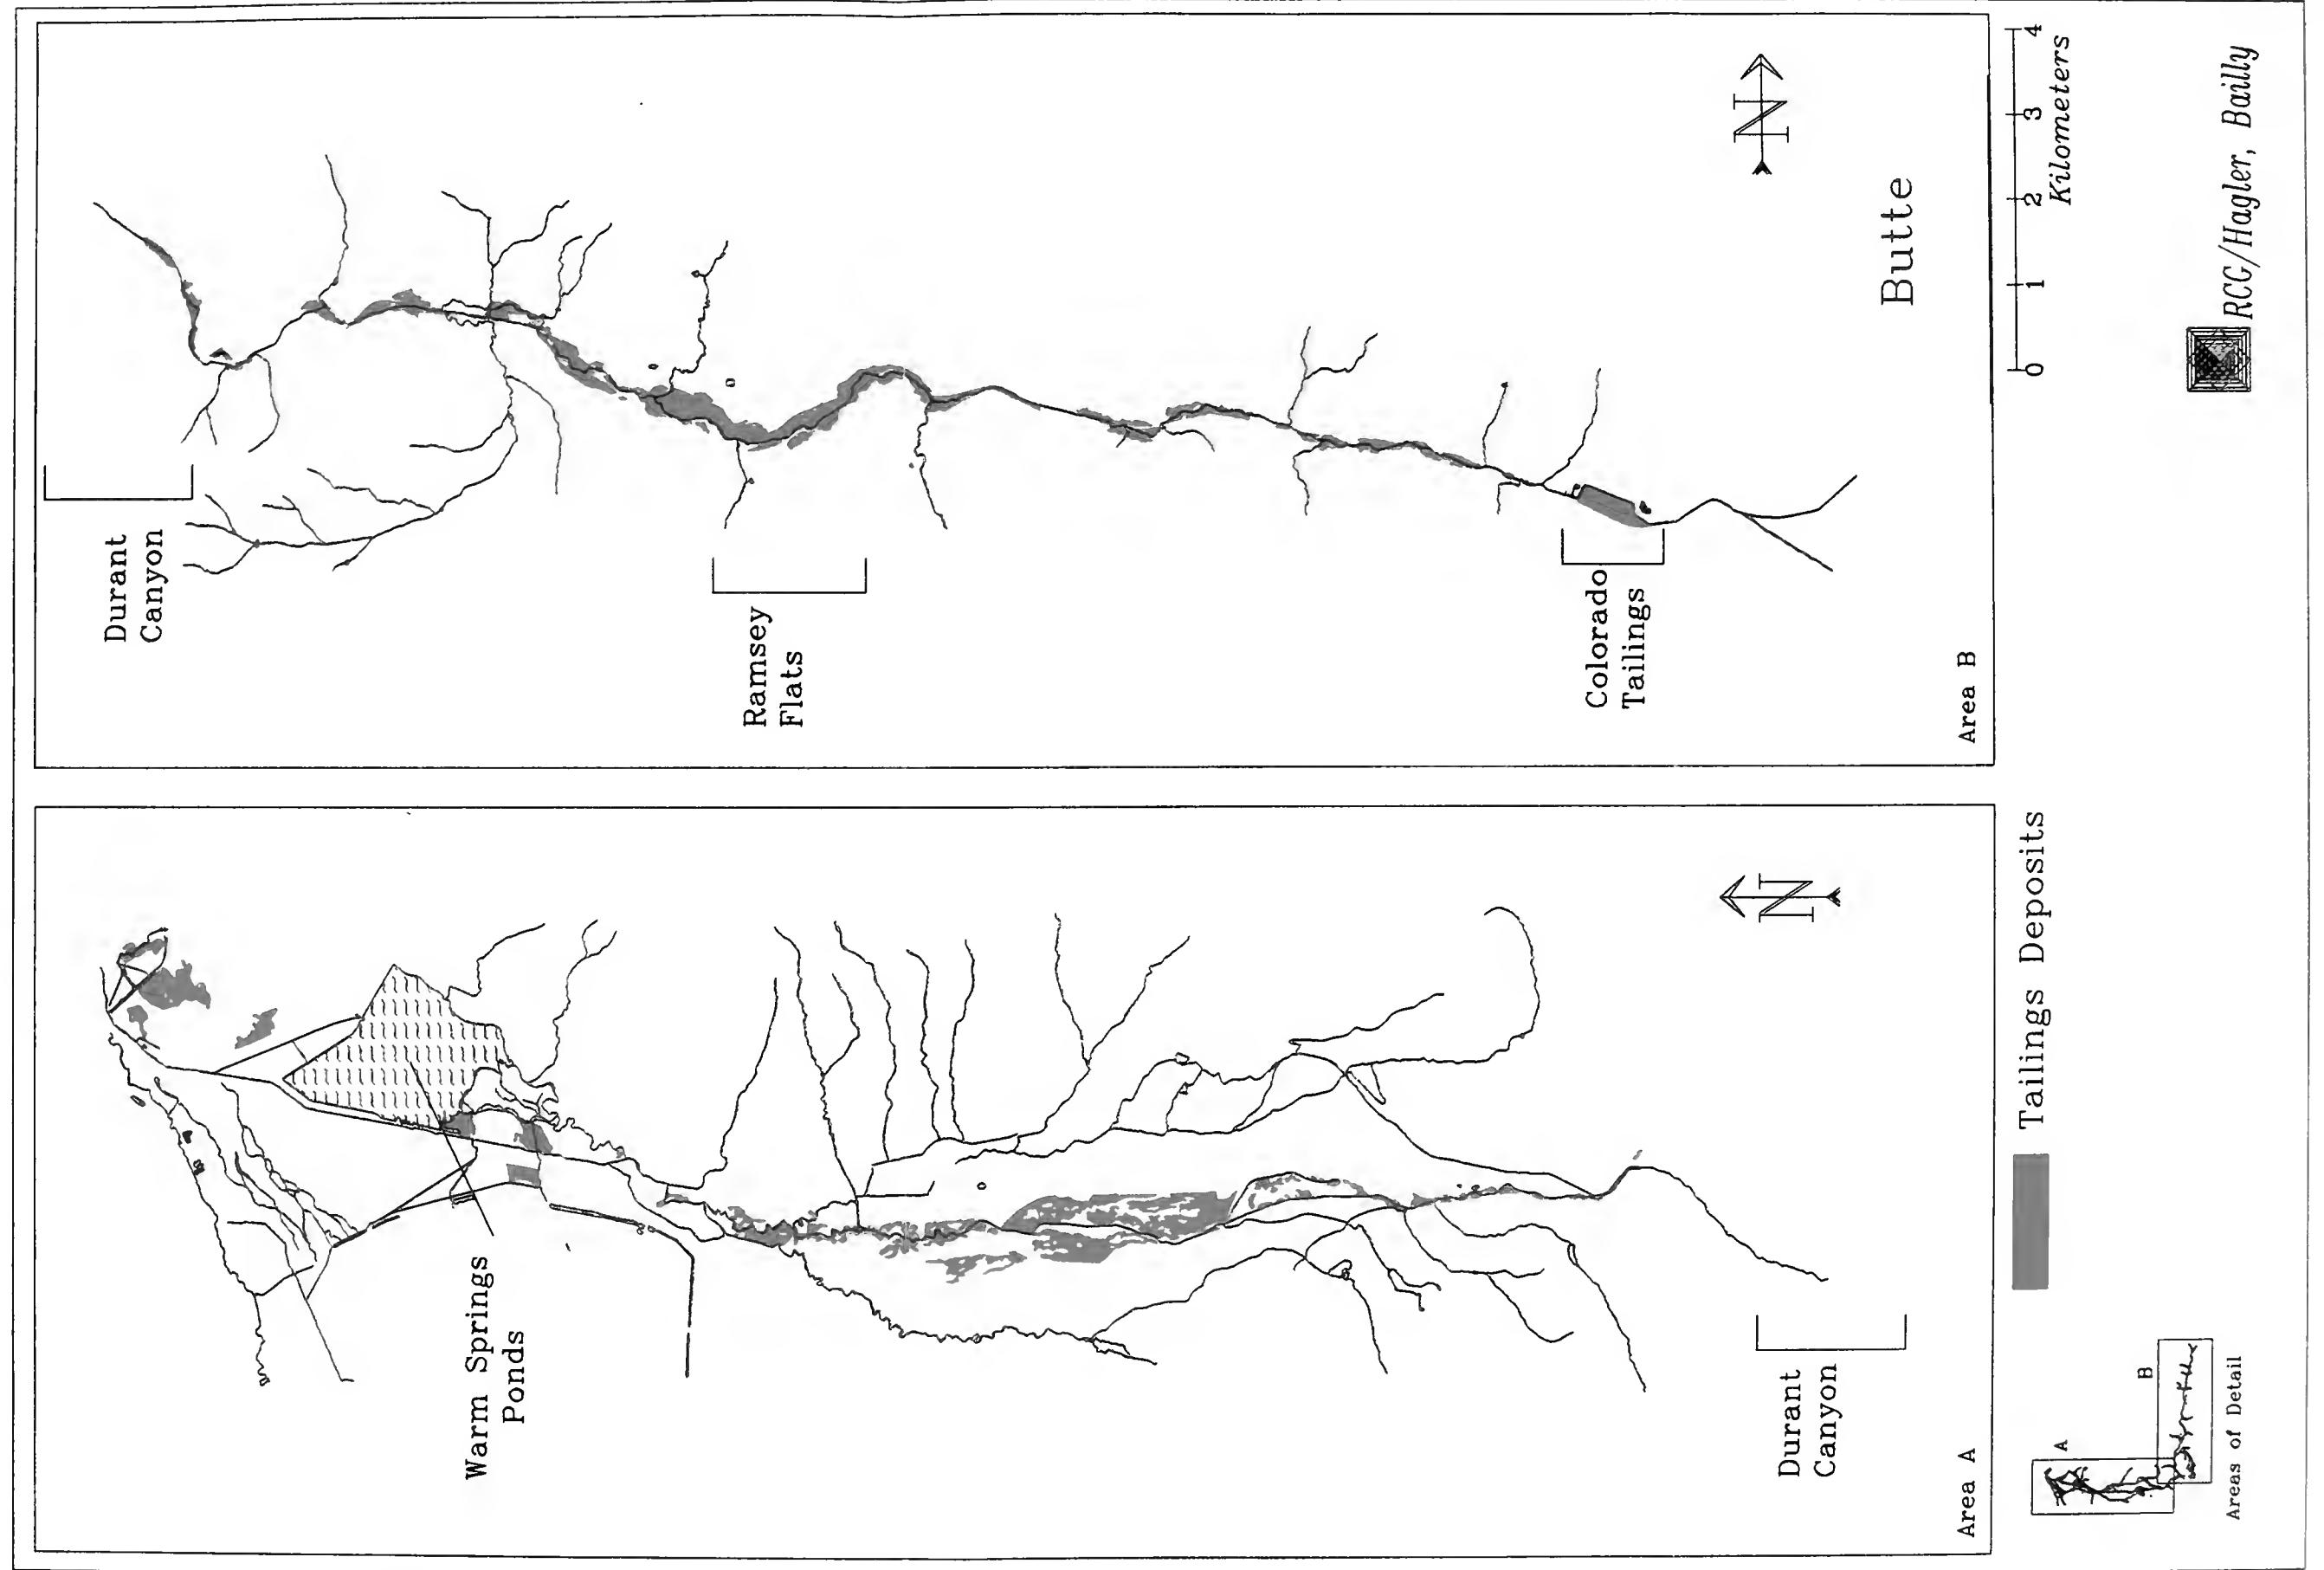 Durant
Canyon
Ramsey
Flats
Colorado
Tailings
Butte
N
Area B
Warm Springs
Ponds
Durant
Canyon
N
Area A
Tailings Deposits
0 1 2 3 4
Kilometers
A
B
Areas of Detail
RCG/Hagler, Bailly